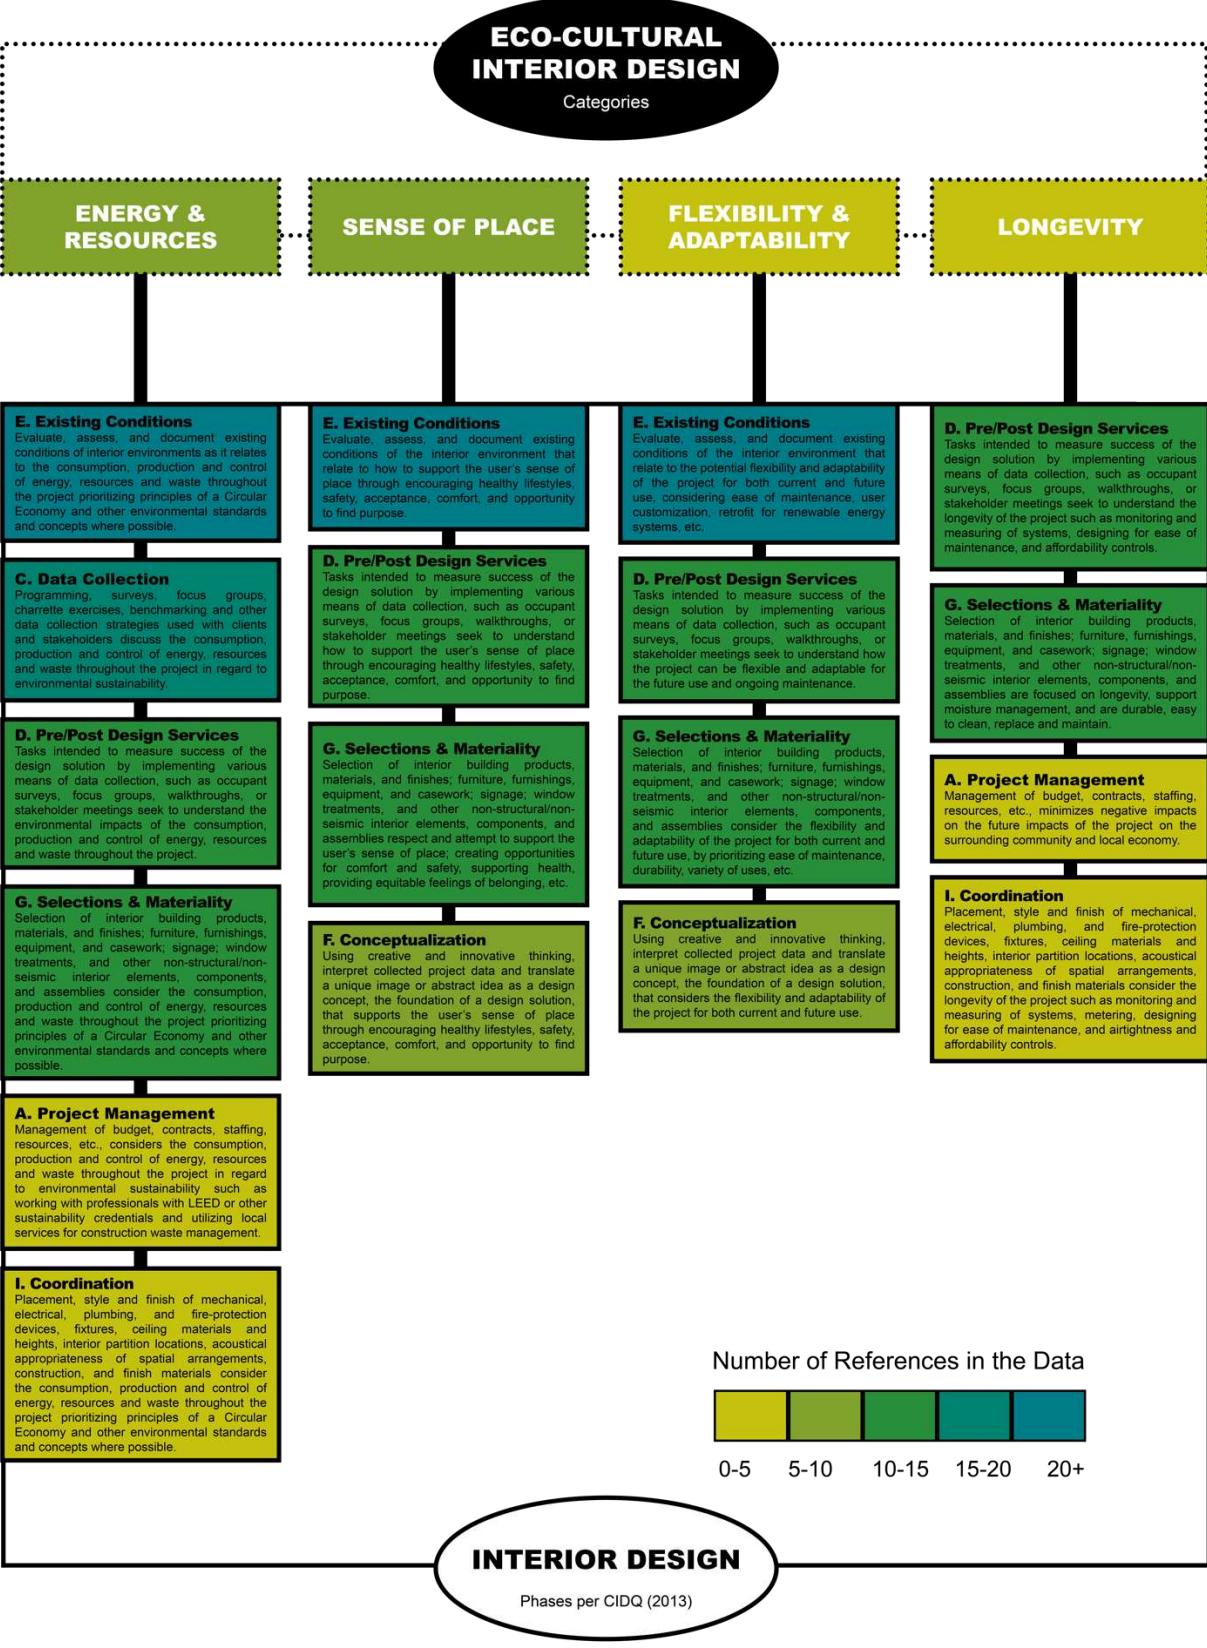 ECO-CULTURAL
INTERIOR DESIGN
Categories
ENERGY &
RESOURCES
SENSE OF PLACE
FLEXIBILITY &
ADAPTABILITY
LONGEVITY
E. Existing Conditions
Evaluate, assess, and document existing
conditions of interior environments as it relates
to the consumption, production and control
of energy, resources and waste throughout
the project prioritizing principles of a Circular
Economy and other environmental standards
and concepts where possible.
C. Data Collection
Programming, surveys, focus groups,
charrette exercises, benchmarking and other
data collection strategies used with clients
and stakeholders discuss the consumption,
production and control of energy, resources
and waste throughout the project in regard to
environmental sustainability.
D. Pre/Post Design Services
Tasks intended to measure success of the
design solution by implementing various
means of data collection, such as occupant
surveys, focus groups, walkthroughs, or
stakeholder meetings seek to understand the
environmental impacts of the consumption,
production and control of energy, resources
and waste throughout the project.
G. Selections & Materiality
Selection of interior building products,
materials, and finishes; furniture, furnishings,
equipment, and casework; signage; window
treatments, and other non-structural/non-
seismic interior elements, components,
and assemblies consider the consumption,
production and control of energy, resources
and waste throughout the project prioritizing
principles of a Circular Economy and other
environmental standards and concepts where
possible.
A. Project Management
Management of budget, contracts, staffing,
resources, etc., considers the consumption,
production and control of energy, resources
and waste throughout the project in regard
to environmental sustainability such as
working with professionals with LEED or other
sustainability credentials and utilizing local
services for construction waste management.
I. Coordination
Placement, style and finish of mechanical,
electrical, plumbing, and fire-protection
devices, fixtures, ceiling materials and
heights, interior partition locations, acoustical
appropriateness of spatial arrangements,
construction, and finish materials consider
the consumption, production and control of
energy, resources and waste throughout the
project prioritizing principles of a Circular
Economy and other environmental standards
and concepts where possible.
E. Existing Conditions
Evaluate, assess, and document existing
conditions of the interior environment that
relate to how to support the user's sense of
place through encouraging healthy lifestyles,
safety, acceptance, comfort, and opportunity
to find purpose.
D. Pre/Post Design Services
Tasks intended to measure success of the
design solution by implementing various
means of data collection, such as occupant
surveys, focus groups, walkthroughs, or
stakeholder meetings seek to understand
how to support the user's sense of place
through encouraging healthy lifestyles, safety,
acceptance, comfort, and opportunity to find
purpose.
G. Selections & Materiality
Selection of interior building products,
materials, and finishes; furniture, furnishings,
equipment, and casework; signage; window
treatments, and other non-structural/non-
seismic interior elements, components, and
assemblies respect and attempt to support the
user's sense of place; creating opportunities
for comfort and safety, supporting health,
providing equitable feelings of belonging, etc.
F. Conceptualization
Using creative and innovative thinking,
interpret collected project data and translate
a unique image or abstract idea as a design
concept, the foundation of a design solution,
that supports the user's sense of place
through encouraging healthy lifestyles, safety,
acceptance, comfort, and opportunity to find
purpose.
E. Existing Conditions
Evaluate, assess, and document existing
conditions of the interior environment that
relate to the potential flexibility and adaptability
of the project for both current and future
use, considering ease of maintenance, user
customization, retrofit for renewable energy
systems, etc.
D. Pre/Post Design Services
Tasks intended to measure success of the
design solution by implementing various
means of data collection, such as occupant
surveys, focus groups, walkthroughs, or
stakeholder meetings seek to understand how
the project can be flexible and adaptable for
the future use and ongoing maintenance.
G. Selections & Materiality
Selection of interior building products,
materials, and finishes; furniture, furnishings,
equipment, and casework; signage; window
treatments, and other non-structural/non-
seismic interior elements, components,
and assemblies consider the flexibility and
adaptability of the project for both current and
future use, by prioritizing ease of maintenance,
durability, variety of uses, etc.
F. Conceptualization
Using creative and innovative thinking,
interpret collected project data and translate
a unique image or abstract idea as a design
concept, the foundation of a design solution,
that considers the flexibility and adaptability of
the project for both current and future use.
D. Pre/Post Design Services
Tasks intended to measure success of the
design solution by implementing various
means of data collection, such as occupant
surveys, focus groups, walkthroughs, or
stakeholder meetings seek to understand the
longevity of the project such as monitoring and
measuring of systems, designing for ease of
maintenance, and affordability controls.
G. Selections & Materiality
Selection of interior building products,
materials, and finishes; furniture, furnishings,
equipment, and casework; signage; window
treatments, and other non-structural/non-
seismic interior elements, components, and
assemblies are focused on longevity, support
moisture management, and are durable, easy
to clean, replace and maintain.
A. Project Management
Management of budget, contracts, staffing,
resources, etc., minimizes negative impacts
on the future impacts of the project on the
surrounding community and local economy.
I. Coordination
Placement, style and finish of mechanical,
electrical, plumbing, and fire-protection
devices, fixtures, ceiling materials and
heights, interior partition locations, acoustical
appropriateness of spatial arrangements,
construction, and finish materials consider the
longevity of the project such as monitoring and
measuring of systems, metering, designing
for ease of maintenance, and airtightness and
affordability controls.
Number of References in the Data
0-5 5-10 10-15 15-20 20+
INTERIOR DESIGN
Phases per CIDQ (2013)